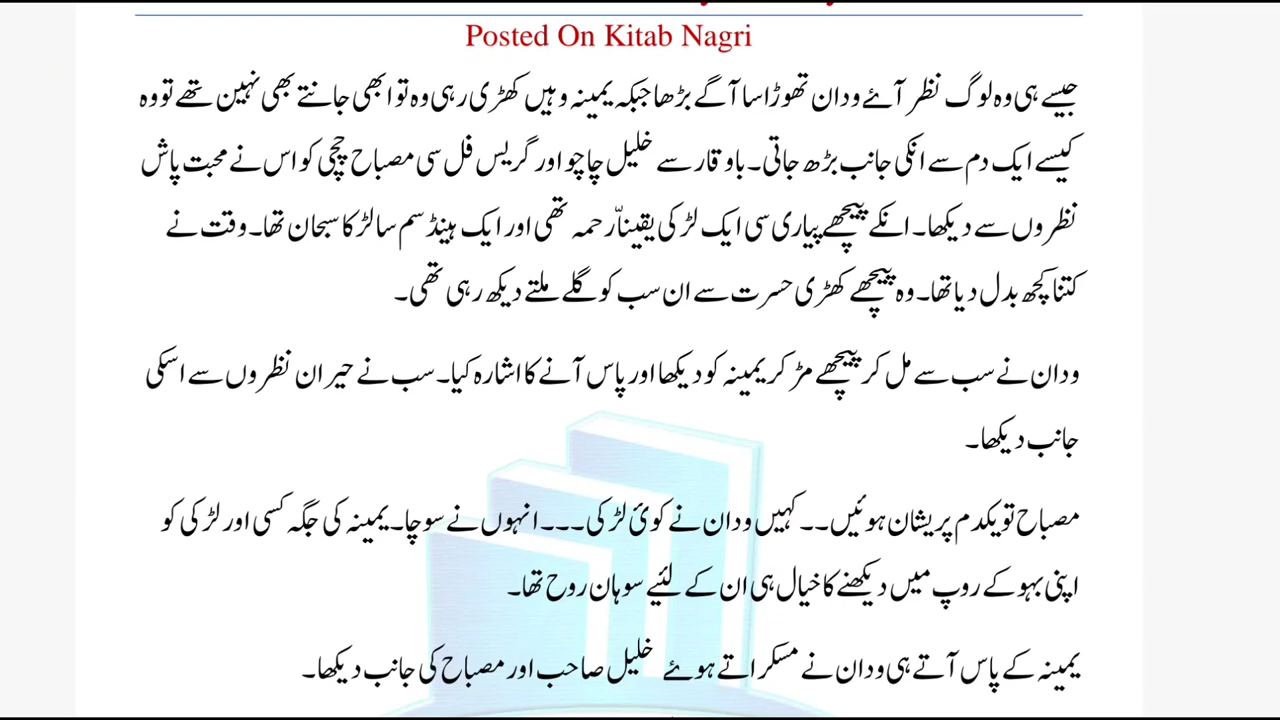 Posted On Kitab Nagri
جیسے ہی وہ لوگ نظر آئے ودان تھوڑا سا آگے بڑھا جبکہ یمینہ وہیں کھڑی رہی وہ تو ابھی جانتے بھی نہین تھے تو وہ
کیسے ایک دم سے انکی جانب بڑھ جاتی۔ باوقار سے خلیل چاچو اور گریس فل سی مصباح چچی کو اس نے محبت پاش
نظروں سے دیکھا۔ انکے پیچھے پیاری سی ایک لڑکی یقیناّ رحمہ تھی اور ایک ہینڈسم سا لڑکا سبحان تھا۔ وقت نے
کتنا کچھ بدل دیا تھا۔ وہ پیچھے کھڑی حسرت سے ان سب کو گلے ملتے دیکھ رہی تھی۔
ودان نے سب سے مل کر پیچھے مڑ کر یمینہ کو دیکھا اور پاس آنے کا اشارہ کیا۔ سب نے حیران نظروں سے اسکی
جانب دیکھا۔
مصباح تو یکدم پریشان ہوئیں۔۔ کہیں ودان نے کوئ لڑکی۔۔۔ انہوں نے سوچا۔ یمینہ کی جگہ کسی اور لڑکی کو
اپنی بہو کے روپ میں دیکھنے کا خیال ہی ان کے لئیے سوہان روح تھا۔
یمینہ کے پاس آتے ہی ودان نے مسکراتے ہوئے خلیل صاحب اور مصباح کی جانب دیکھا۔